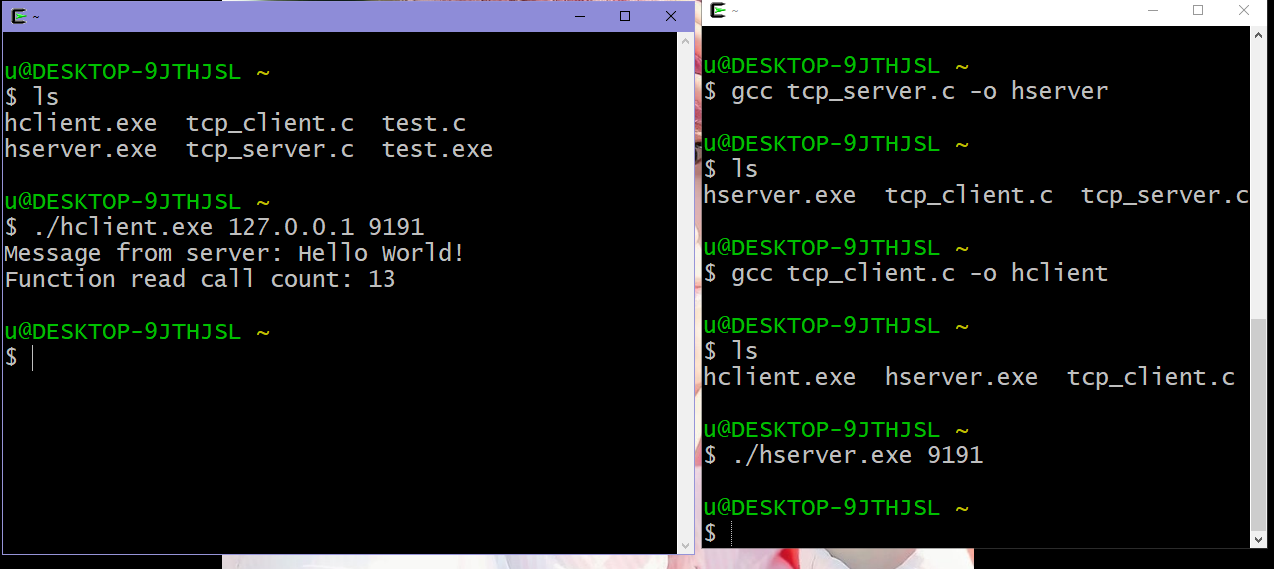 ~
u@DESKTOP-9JTHJSL ~
$ ls
hclient.exe  tcp_client.c  test.c
hserver.exe  tcp_server.c  test.exe
u@DESKTOP-9JTHJSL ~
$ ./hclient.exe 127.0.0.1 9191
Message from server: Hello World!
Function read call count: 13
u@DESKTOP-9JTHJSL ~
$
~
u@DESKTOP-9JTHJSL ~
$ gcc tcp_server.c -o hserver
u@DESKTOP-9JTHJSL ~
$ ls
hserver.exe  tcp_client.c  tcp_server.c
u@DESKTOP-9JTHJSL ~
$ gcc tcp_client.c -o hclient
u@DESKTOP-9JTHJSL ~
$ ls
hclient.exe  hserver.exe  tcp_client.c
u@DESKTOP-9JTHJSL ~
$ ./hserver.exe 9191
u@DESKTOP-9JTHJSL ~
$